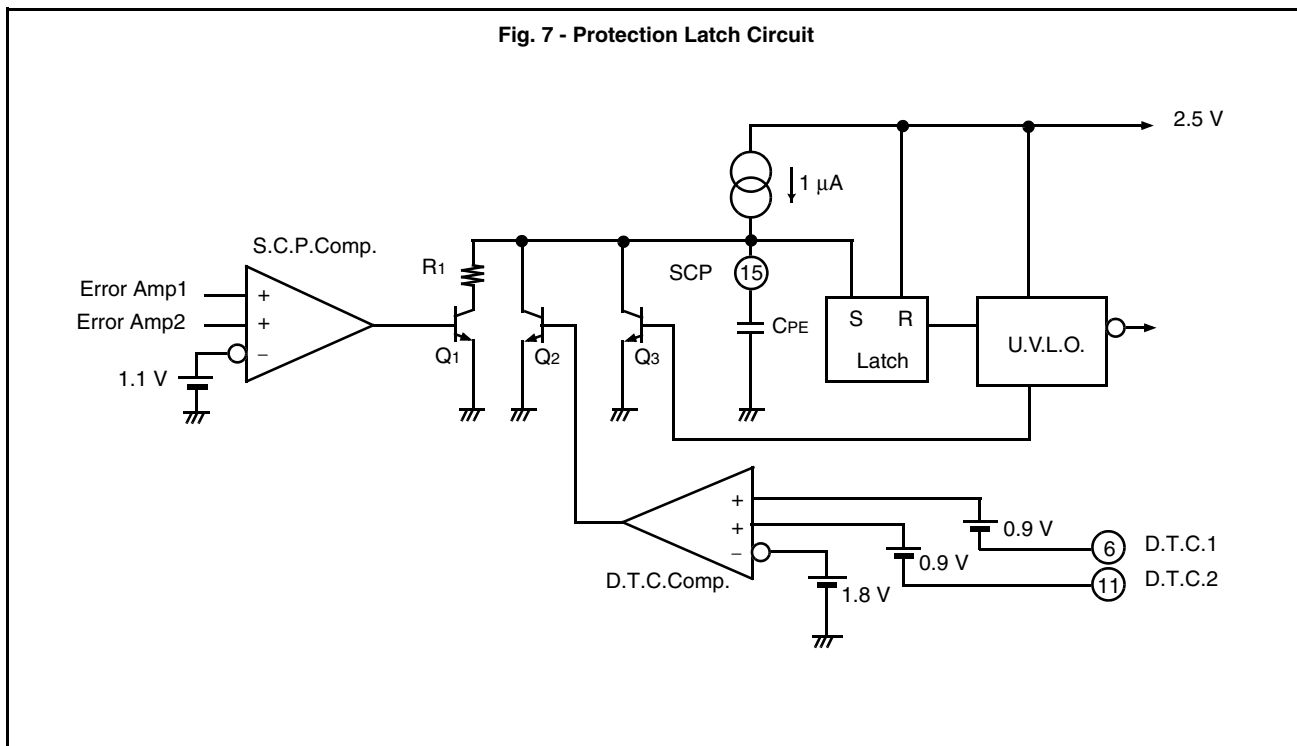 Fig. 7 - Protection Latch Circuit
2.5 V
1 μA
S.C.P.Comp.
R1
SCP
15
Error Amp1
+
Error Amp2
+
−
CPE
S R
Latch
U.V.L.O.
Q1
Q2
Q3
1.1 V
+
+
−
0.9 V
6 D.T.C.1
0.9 V
11 D.T.C.2
D.T.C.Comp.
1.8 V